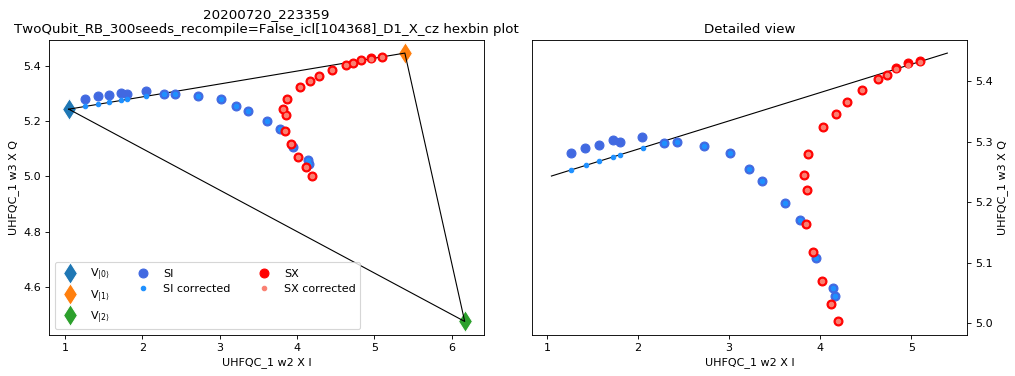 20200720_223359
TwoQubit_RB_300seeds_recompile=False_icl[104368]_D1_X_cz hexbin plot
Detailed view
5.4
5.2
5.0
4.8
4.6
UHFQC_1 w3 X Q
V|0⟩
V|1⟩
V|2⟩
SI
SI corrected
SX
SX corrected
1 2 3 4 5 6
UHFQC_1 w2 X I
1 2 3 4 5
UHFQC_1 w2 X I
5.4
5.3
5.2
5.1
5.0
UHFQC_1 w3 X Q